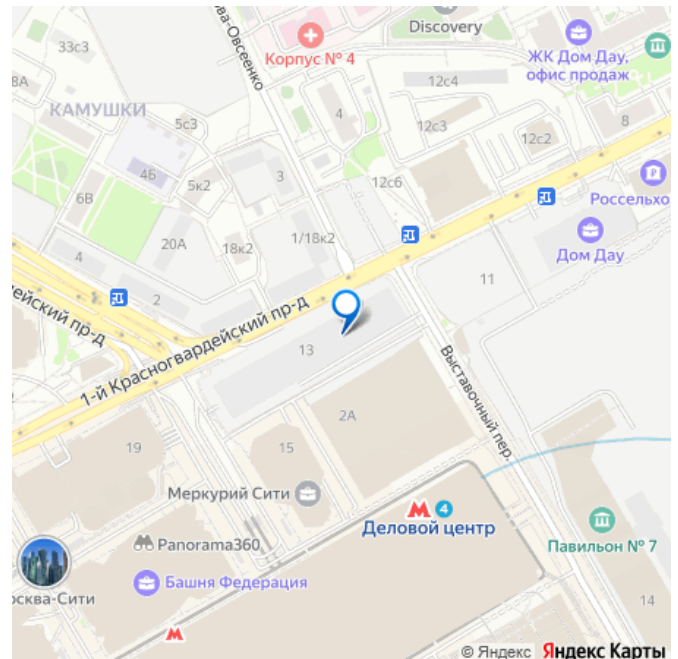 33с3
ова-Овсеенко
Discovery
Корпус № 4
ЖК Дом Дау,
офис продаж
8А
КАМУШКИ
12с4
5с3
4
12с3
12с2
8
4Б
5к2
3
12с6
6В
Россельхо
20А
18к2
1/18к2
Дом Дау
4
2
11
ейский пр-д
1-й Красногвардейский пр-д
13
Выставочный пер.
2А
19
15
Меркурий Сити
4
Деловой центр
Panorama360
Павильон № 7
Башня Федерация
осква-Сити
14
© Яндекс Яндекс Карты